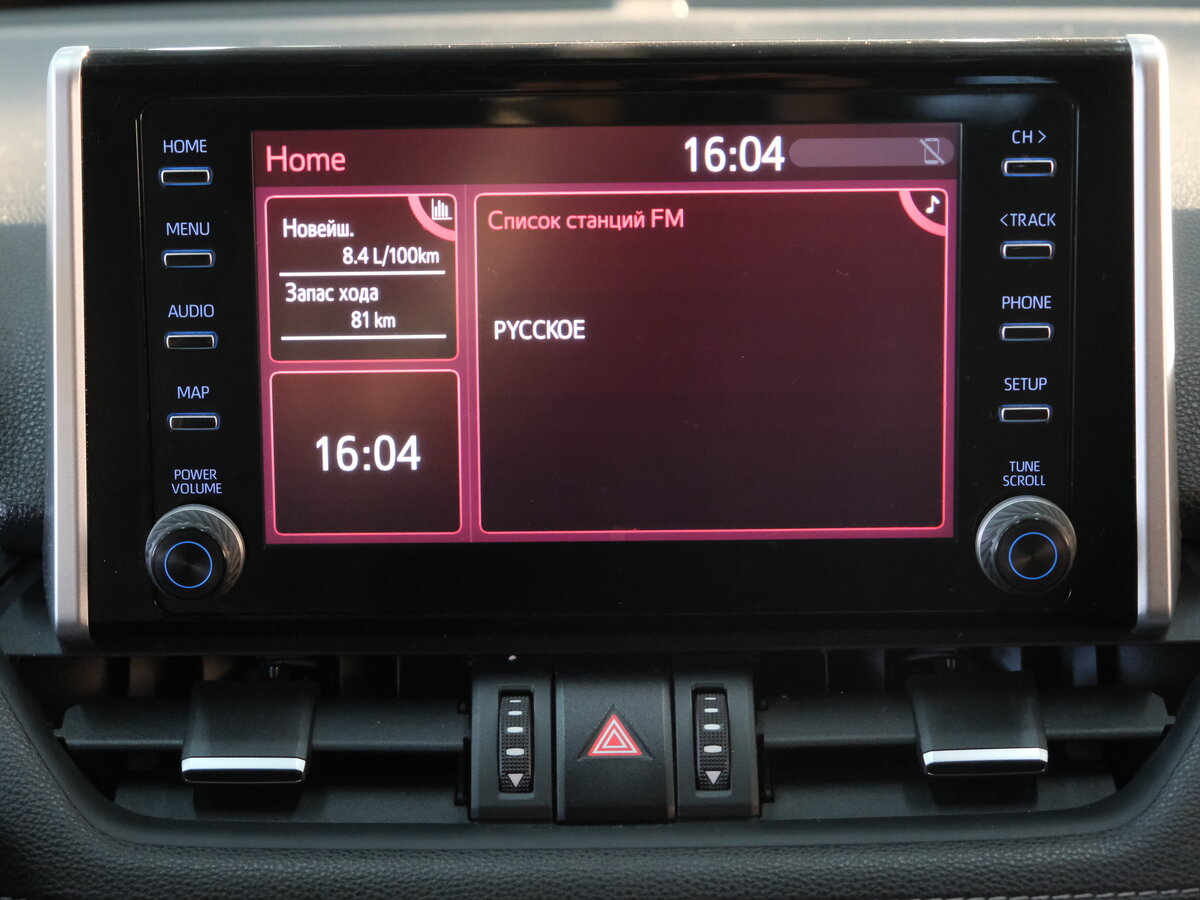 HOME
MENU
AUDIO
MAP
POWER
VOLUME
Home
16:04
Новейш.
8.4 L/100km
Запас хода
81 km
16:04
Список станций FM
РУССКОЕ
CH >
<TRACK
PHONE
SETUP
TUNE
SCROLL